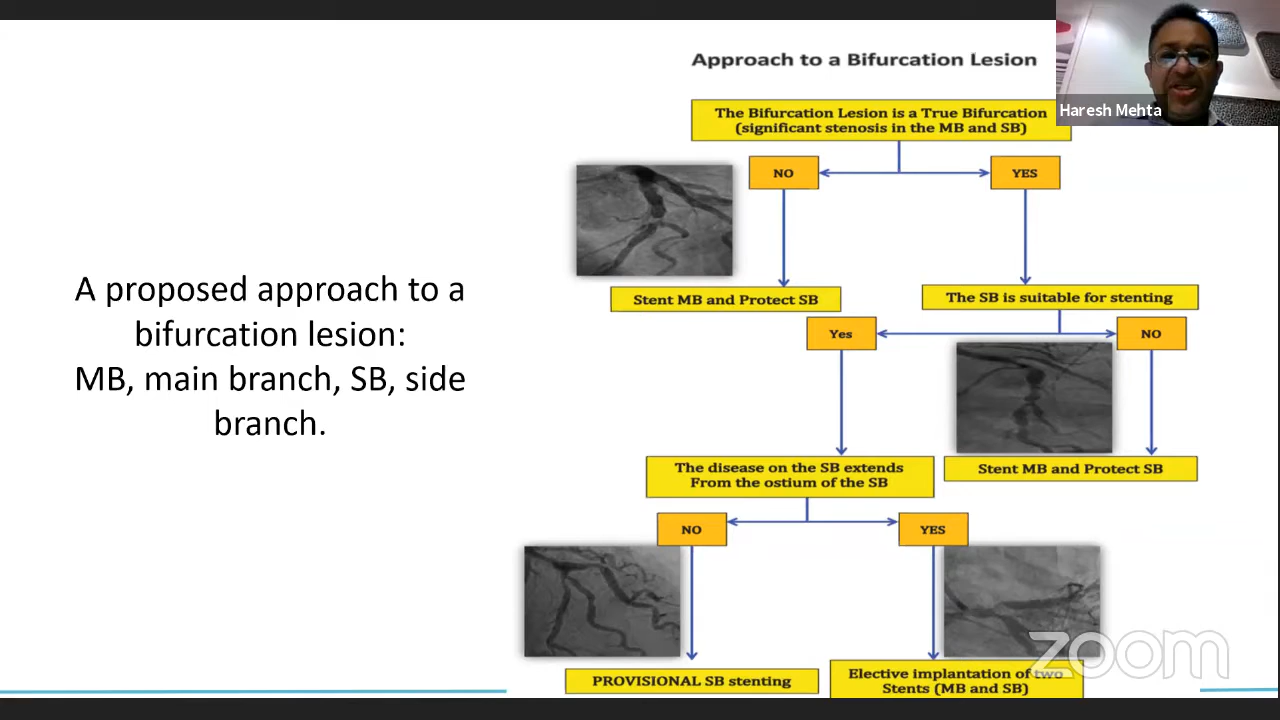 Approach to a Bifurcation Lesion
Haresh Mehta
The Bifurcation Lesion is a True Bifurcation
(significant stenosis in the MB and SB)
NO
YES
Stent MB and Protect SB
The SB is suitable for stenting
Yes
NO
A proposed approach to a
bifurcation lesion:
MB, main branch, SB, side
branch.
The disease on the SB extends
From the ostium of the SB
Stent MB and Protect SB
NO
YES
PROVISIONAL SB stenting
Elective implantation of two
Stents (MB and SB)
zoom